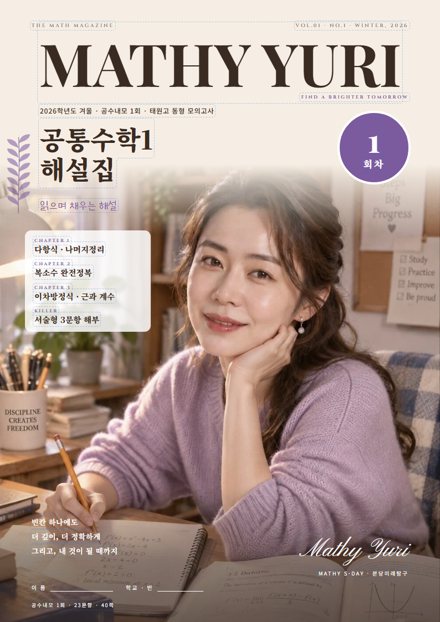 THE MATH MAGAZINE
VOL.01 · NO.1 · WINTER, 2026
MATHY YURI
FIND A BRIGHTER TOMORROW
2026학년도 겨울 · 공수내모 1회 · 태원고 동형 모의고사
공통수학1
해설집
1
회차
읽으며 채우는 해설
CHAPTER 1
다항식 · 나머지정리
CHAPTER 2
복소수 완전정복
CHAPTER 3
이차방정식 · 근과 계수
KILLER
서술형 3문항 해부
Big
Progress
Study
Practice
Improve
Be proud
DISCIPLINE
CREATES
FREEDOM
빈칸 하나에도
더 깊이, 더 정확하게
그리고, 내 것이 될 때까지
Mathy Yuri
MATHY S-DAY · 분당미래탐구
이름
학교 · 반
공수내모 1회 · 23문항 · 40쪽